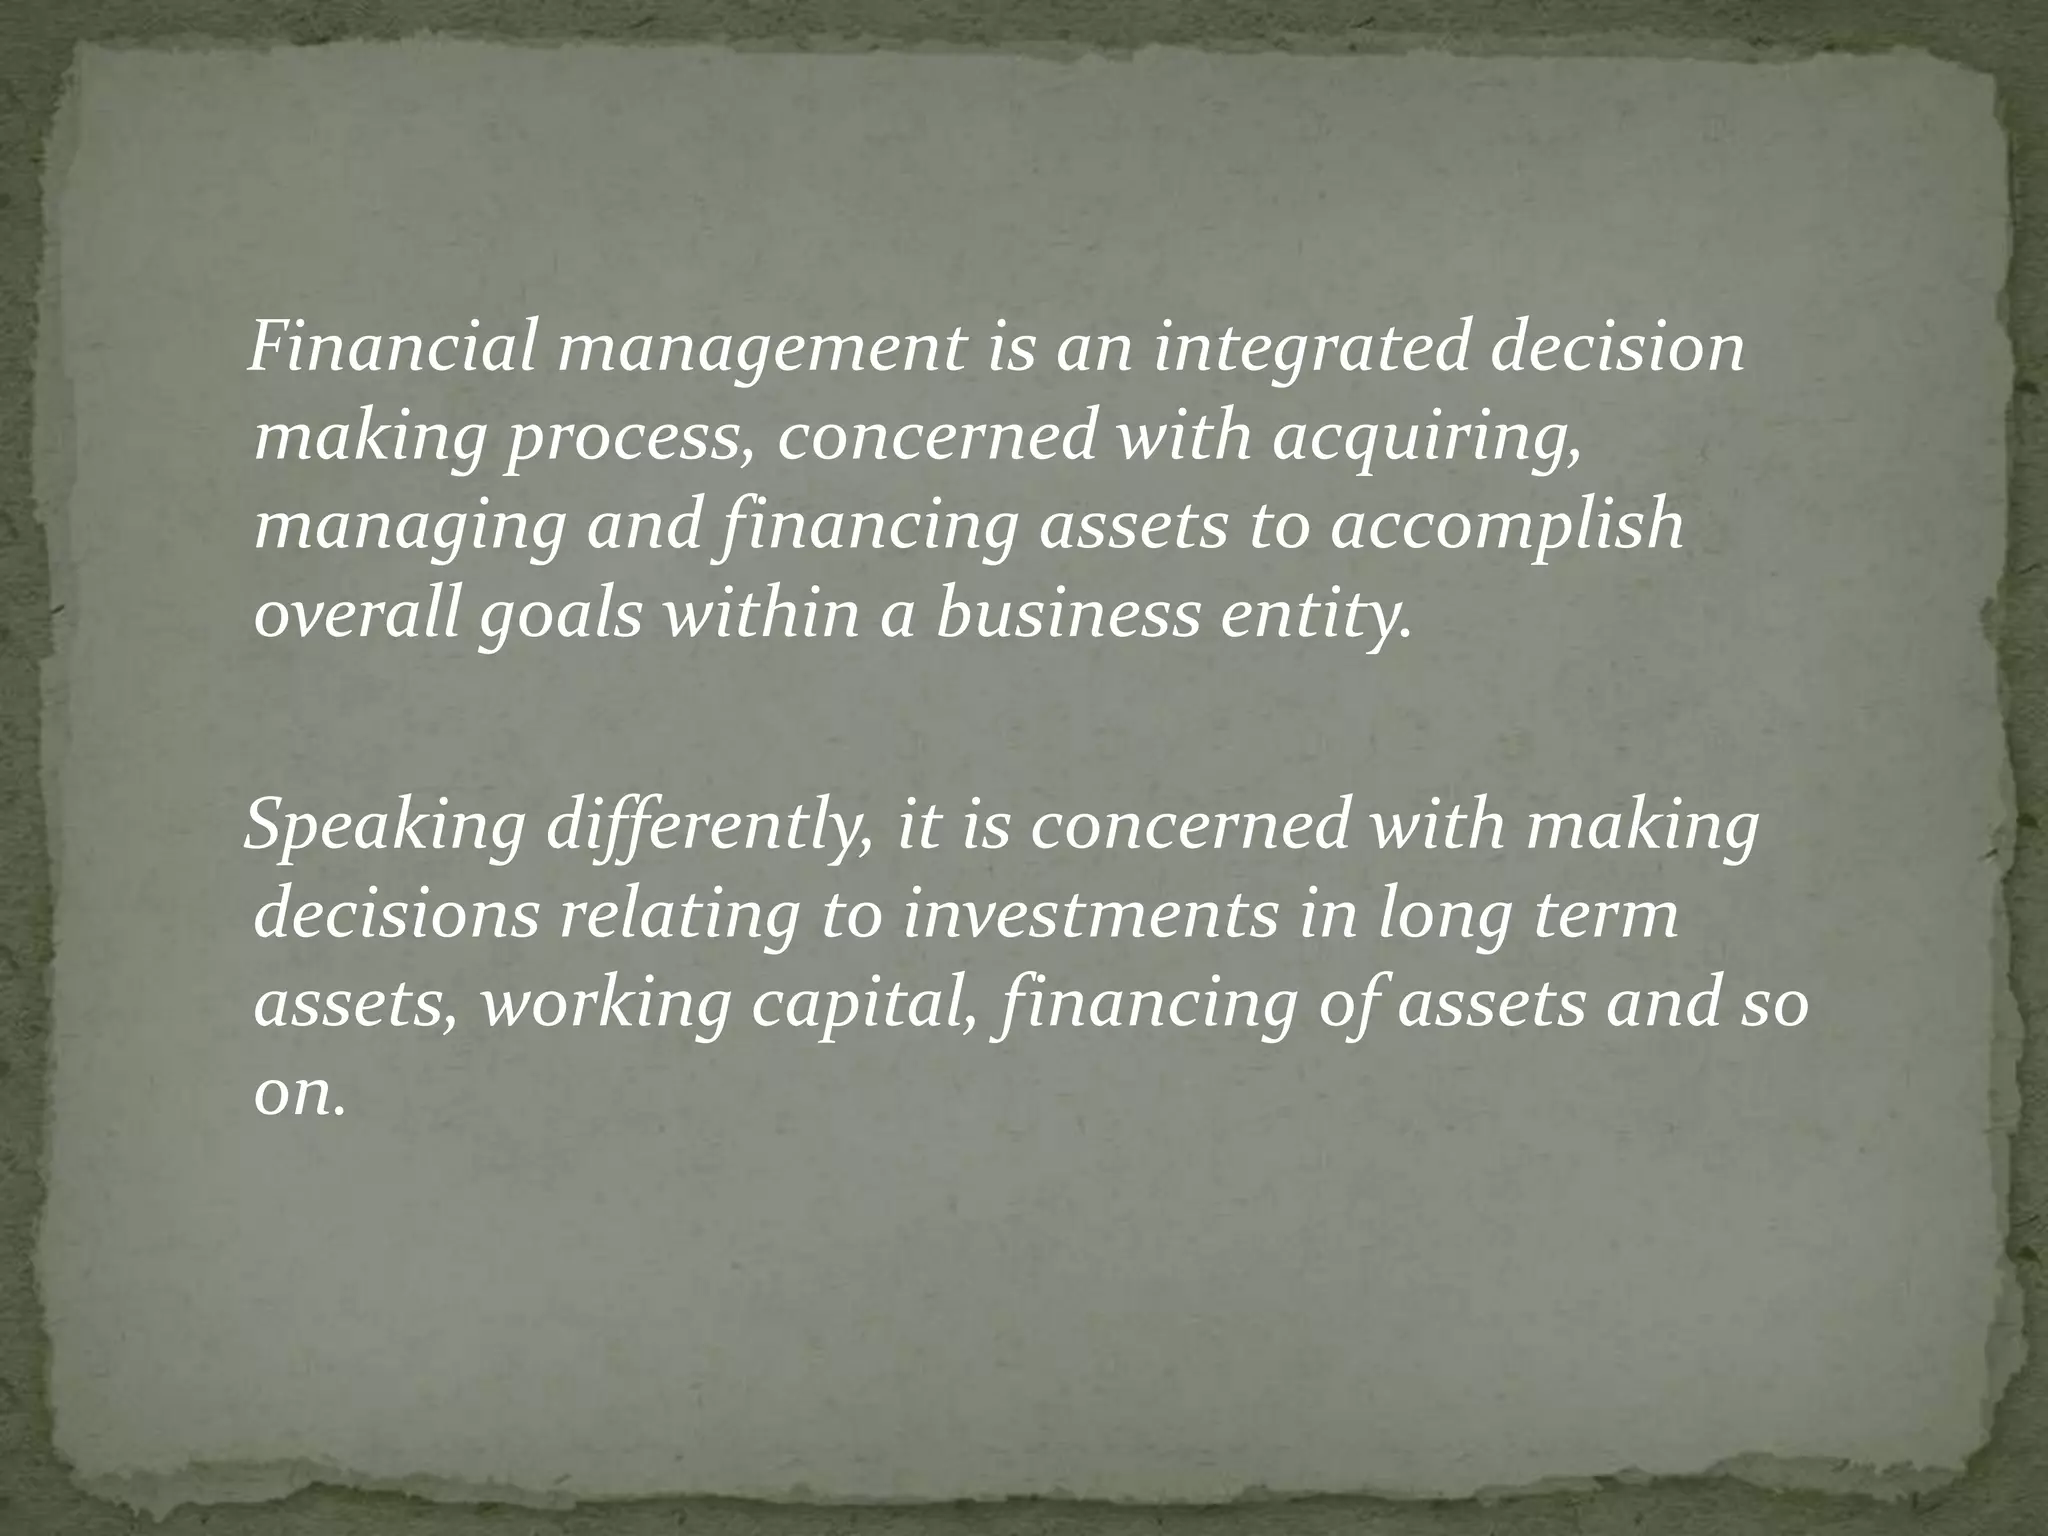 Financial management is an integrated decision
making process, concerned with acquiring,
managing and financing assets to accomplish
overall goals within a business entity.
Speaking differently, it is concerned with making
decisions relating to investments in long term
assets, working capital, financing of assets and so
on.